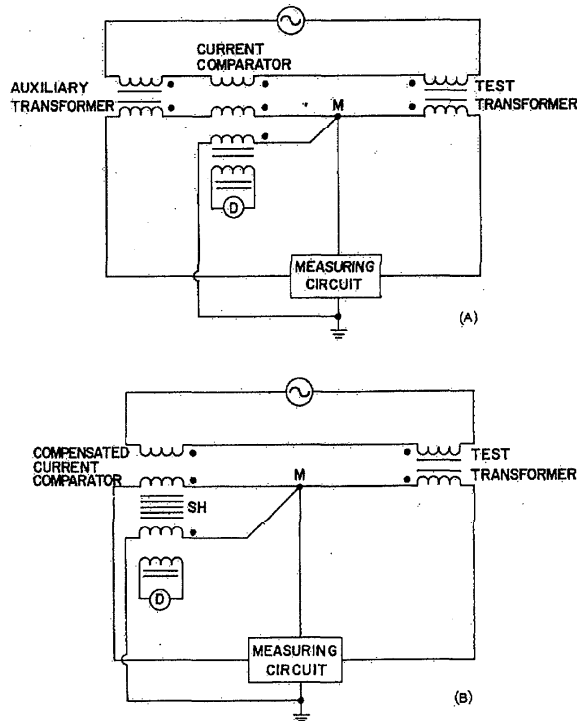 CURRENT
COMPARATOR
AUXILIARY
TRANSFORMER
M
TEST
TRANSFORMER
D
MEASURING
CIRCUIT
(A)
COMPENSATED
CURRENT
COMPARATOR
M
TEST
TRANSFORMER
SH
D
MEASURING
CIRCUIT
(B)